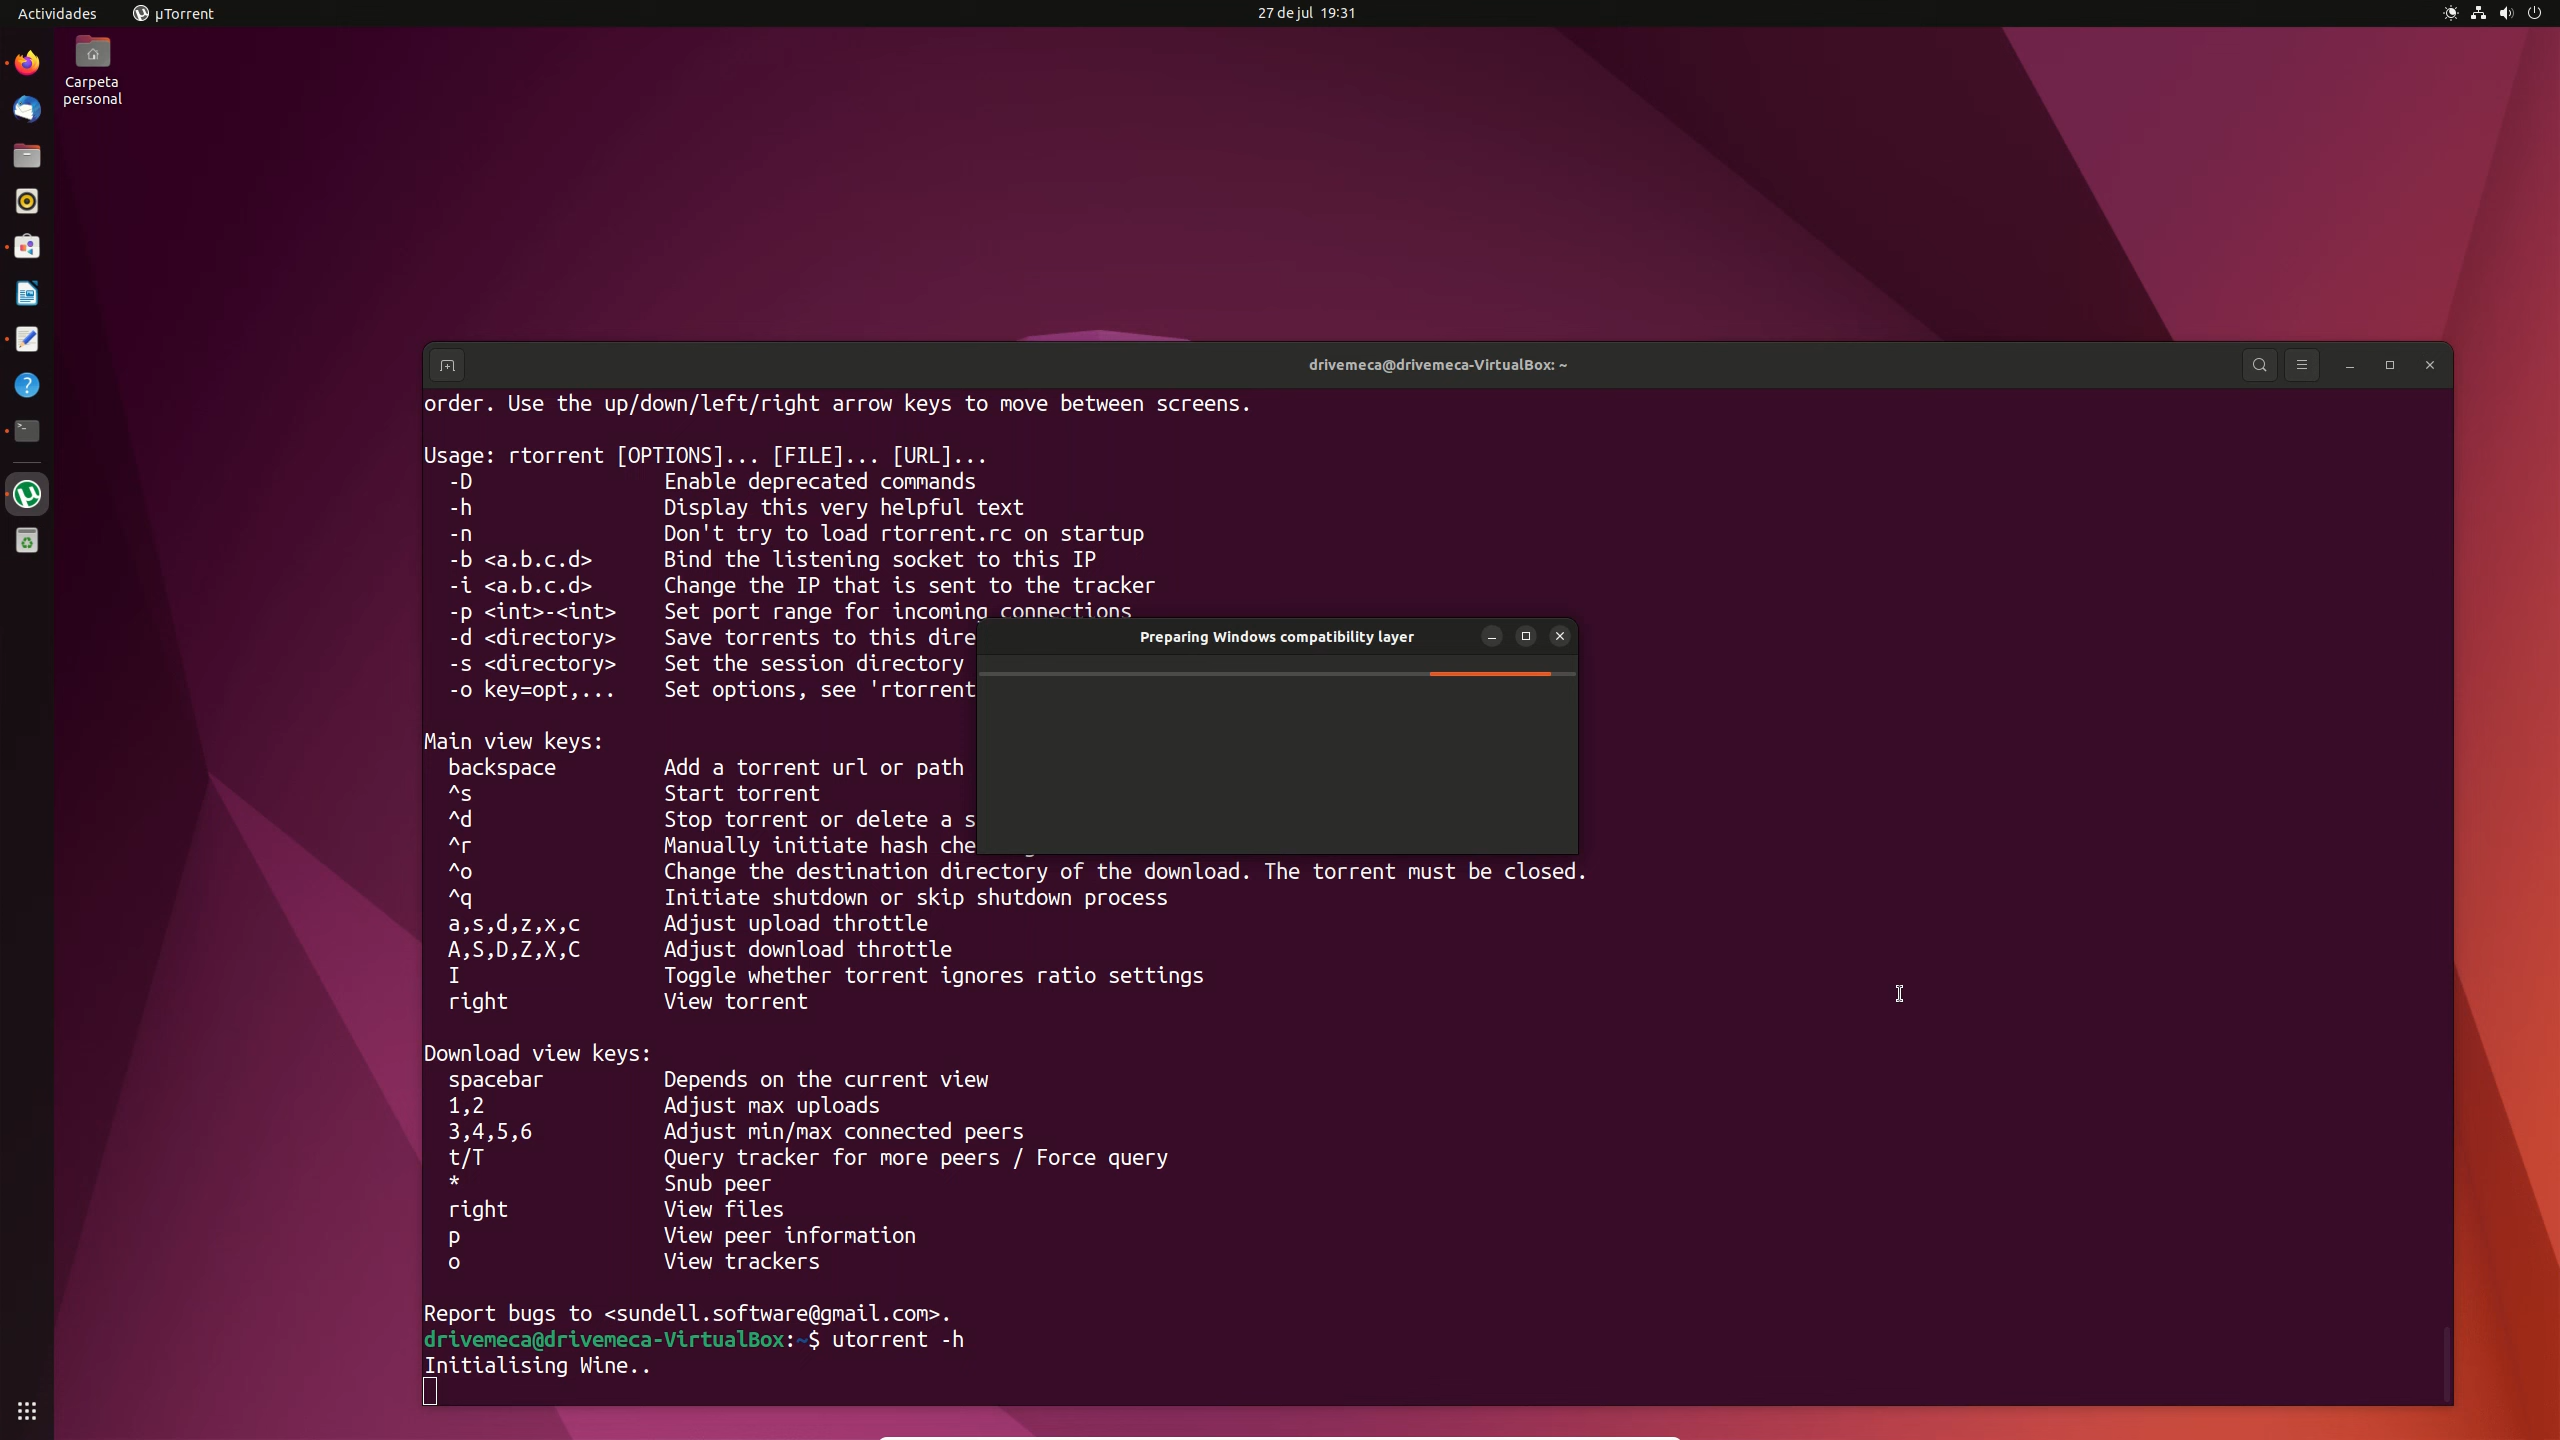 Actividades
µTorrent
27 de jul 19:31
Carpeta
personal
drivemeca@drivemeca-VirtualBox: ~
order. Use the up/down/left/right arrow keys to move between screens.
Usage: rtorrent [OPTIONS]... [FILE]... [URL]...
-D Enable deprecated commands
-h Display this very helpful text
-n Don't try to load rtorrent.rc on startup
-b <a.b.c.d> Bind the listening socket to this IP
-i <a.b.c.d> Change the IP that is sent to the tracker
-p <int>-<int> Set port range for incoming connections
-d <directory> Save torrents to this dire
-s <directory> Set the session directory
-o key=opt,... Set options, see 'rtorrent
Preparing Windows compatibility layer
Main view keys:
backspace Add a torrent url or path
^s Start torrent
^d Stop torrent or delete a s
^r Manually initiate hash che
^o Change the destination directory of the download. The torrent must be closed.
^q Initiate shutdown or skip shutdown process
a,s,d,z,x,c Adjust upload throttle
A,S,D,Z,X,C Adjust download throttle
I Toggle whether torrent ignores ratio settings
right View torrent
Download view keys:
spacebar Depends on the current view
1,2 Adjust max uploads
3,4,5,6 Adjust min/max connected peers
t/T Query tracker for more peers / Force query
* Snub peer
right View files
p View peer information
o View trackers
Report bugs to <sundell.software@gmail.com>.
drivemeca@drivemeca-VirtualBox:~$ utorrent -h
Initialising Wine..